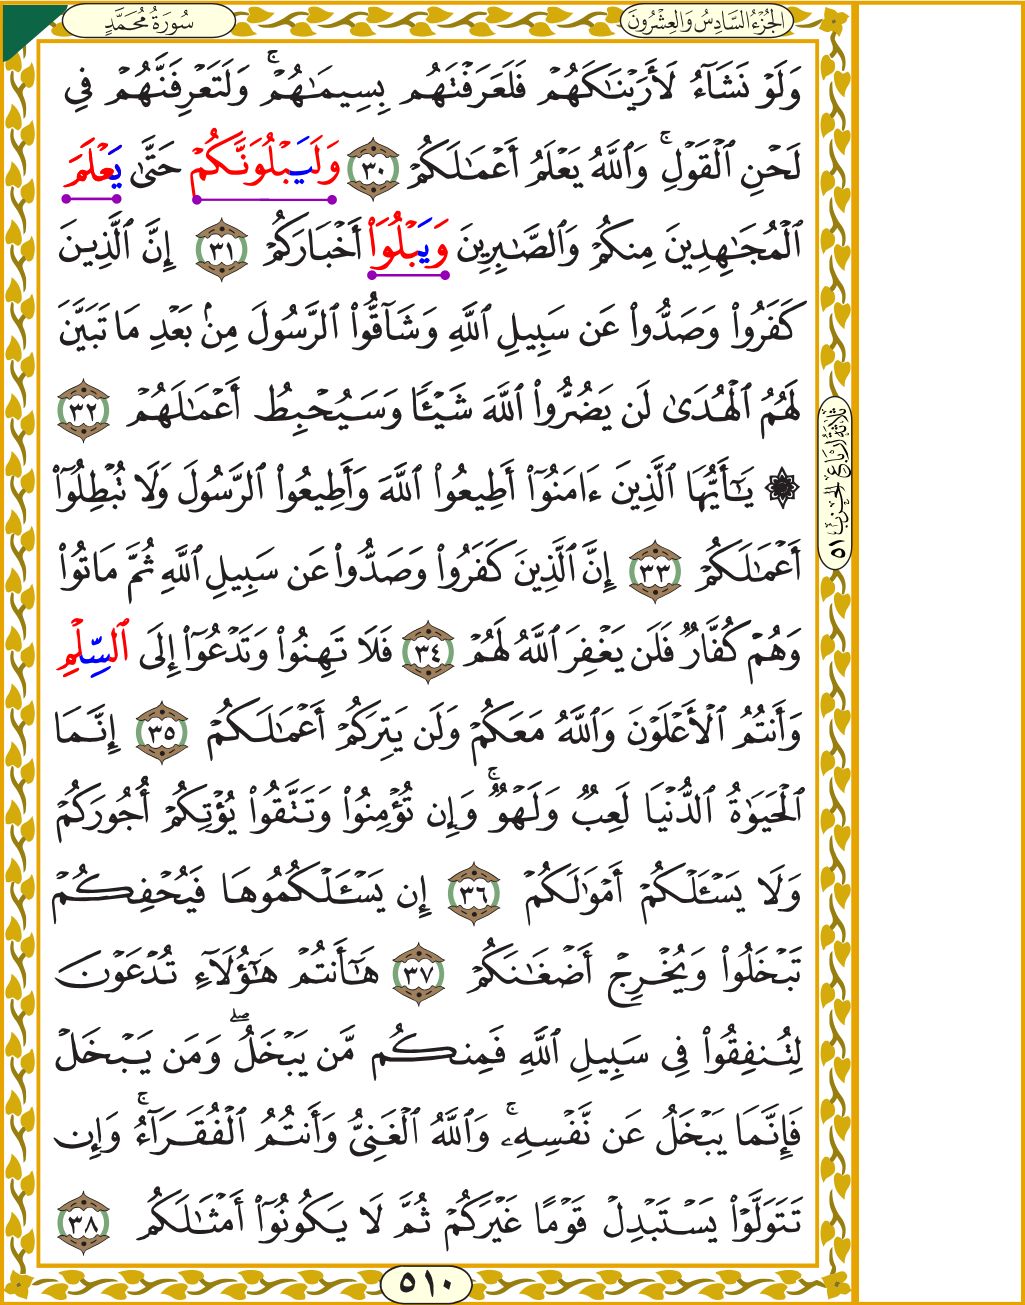 الجُزْءُ السَّادِسُ وَالعِشْرُونَ
سُورَةُ مُحَمَّدٍ
وَلَوْ نَشَآءُ لَأَرَيْنَٰكَهُمْ فَلَعَرَفْتَهُم بِسِيمَٰهُمْۚ وَلَتَعْرِفَنَّهُمْ فِى
لَحْنِ ٱلْقَوْلِۚ وَٱللَّهُ يَعْلَمُ أَعْمَٰلَكُمْ ٣٠ وَلَيَبْلُوَنَّكُمْ حَتَّىٰ يَعْلَمَ
ٱلْمُجَٰهِدِينَ مِنكُمْ وَٱلصَّٰبِرِينَ وَيَبْلُوَا۟ أَخْبَارَكُمْ ٣١ إِنَّ ٱلَّذِينَ
كَفَرُوا۟ وَصَدُّوا۟ عَن سَبِيلِ ٱللَّهِ وَشَآقُّوا۟ ٱلرَّسُولَ مِنۢ بَعْدِ مَا تَبَيَّنَ
لَهُمُ ٱلْهُدَىٰ لَن يَضُرُّوا۟ ٱللَّهَ شَيْـًٔا وَسَيُحْبِطُ أَعْمَٰلَهُمْ ٣٢
۞ يَٰٓأَيُّهَا ٱلَّذِينَ ءَامَنُوٓا۟ أَطِيعُوا۟ ٱللَّهَ وَأَطِيعُوا۟ ٱلرَّسُولَ وَلَا تُبْطِلُوٓا۟
أَعْمَٰلَكُمْ ٣٣ إِنَّ ٱلَّذِينَ كَفَرُوا۟ وَصَدُّوا۟ عَن سَبِيلِ ٱللَّهِ ثُمَّ مَاتُوا۟
وَهُمْ كُفَّارٌ فَلَن يَغْفِرَ ٱللَّهُ لَهُمْ ٣٤ فَلَا تَهِنُوا۟ وَتَدْعُوٓا۟ إِلَى ٱلسِّلْمِ
وَأَنتُمُ ٱلْأَعْلَوْنَ وَٱللَّهُ مَعَكُمْ وَلَن يَتِرَكُمْ أَعْمَٰلَكُمْ ٣٥ إِنَّمَا
ٱلْحَيَوٰةُ ٱلدُّنْيَا لَعِبٌ وَلَهْوٌۚ وَإِن تُؤْمِنُوا۟ وَتَتَّقُوا۟ يُؤْتِكُمْ أُجُورَكُمْ
وَلَا يَسْـَٔلْكُمْ أَمْوَٰلَكُمْ ٣٦ إِن يَسْـَٔلْكُمُوهَا فَيُحْفِكُمْ
تَبْخَلُوا۟ وَيُخْرِجْ أَضْغَٰنَكُمْ ٣٧ هَٰٓأَنتُمْ هَٰٓؤُلَآءِ تُدْعَوْنَ
لِتُنفِقُوا۟ فِى سَبِيلِ ٱللَّهِ فَمِنكُم مَّن يَبْخَلُۖ وَمَن يَبْخَلْ
فَإِنَّمَا يَبْخَلُ عَن نَّفْسِهِۦۚ وَٱللَّهُ ٱلْغَنِىُّ وَأَنتُمُ ٱلْفُقَرَآءُۚ وَإِن
تَتَوَلَّوْا۟ يَسْتَبْدِلْ قَوْمًا غَيْرَكُمْ ثُمَّ لَا يَكُونُوٓا۟ أَمْثَٰلَكُم ٣٨
ثَلَاثَةُ أَرْبَاعِ الحِزْبِ ٥١
٥١٠